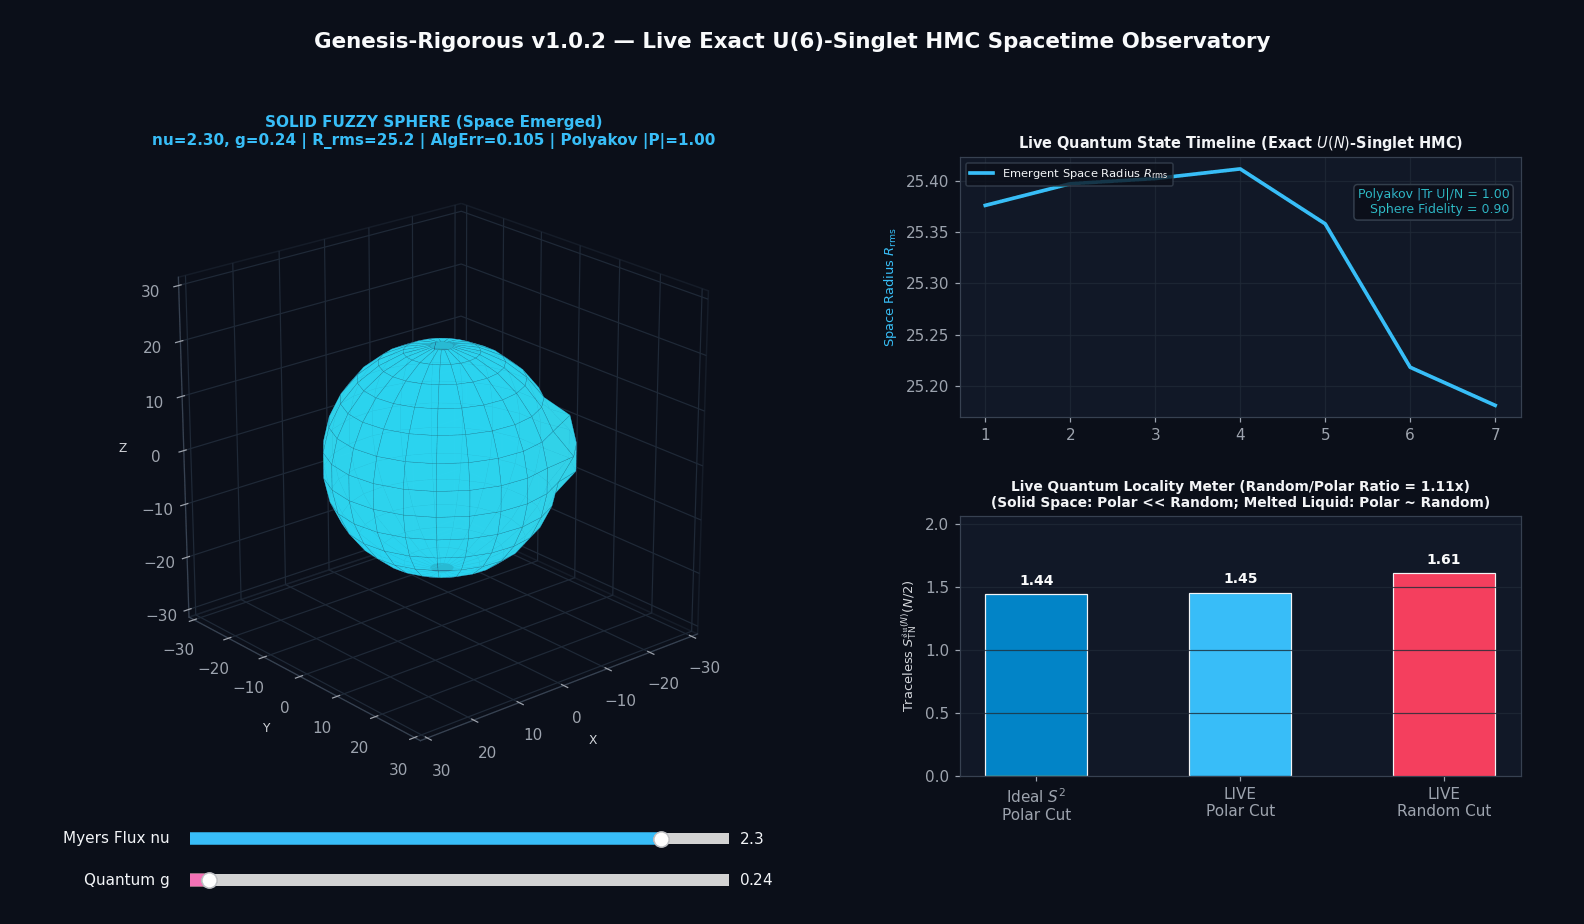 Genesis-Rigorous v1.0.2 — Live Exact U(6)-Singlet HMC Spacetime Observatory
SOLID FUZZY SPHERE (Space Emerged)
nu=2.30, g=0.24 | R_rms=25.2 | AlgErr=0.105 | Polyakov |P|=1.00
30
20
10
0
−10
−20
−30
Z
−30
−20
−10
0
10
20
30
Y
−30
−20
−10
0
10
20
30
X
Live Quantum State Timeline (Exact U(N)-Singlet HMC)
Emergent Space Radius R_rms
Polyakov |Tr U|/N = 1.00
Sphere Fidelity = 0.90
Space Radius R_rms
25.40
25.35
25.30
25.25
25.20
1 2 3 4 5 6 7
Live Quantum Locality Meter (Random/Polar Ratio = 1.11x)
(Solid Space: Polar << Random; Melted Liquid: Polar ~ Random)
2.0
1.5
1.0
0.5
0.0
1.44
1.45
1.61
Ideal S²
Polar Cut
LIVE
Polar Cut
LIVE
Random Cut
Myers Flux nu 2.3
Quantum g 0.24